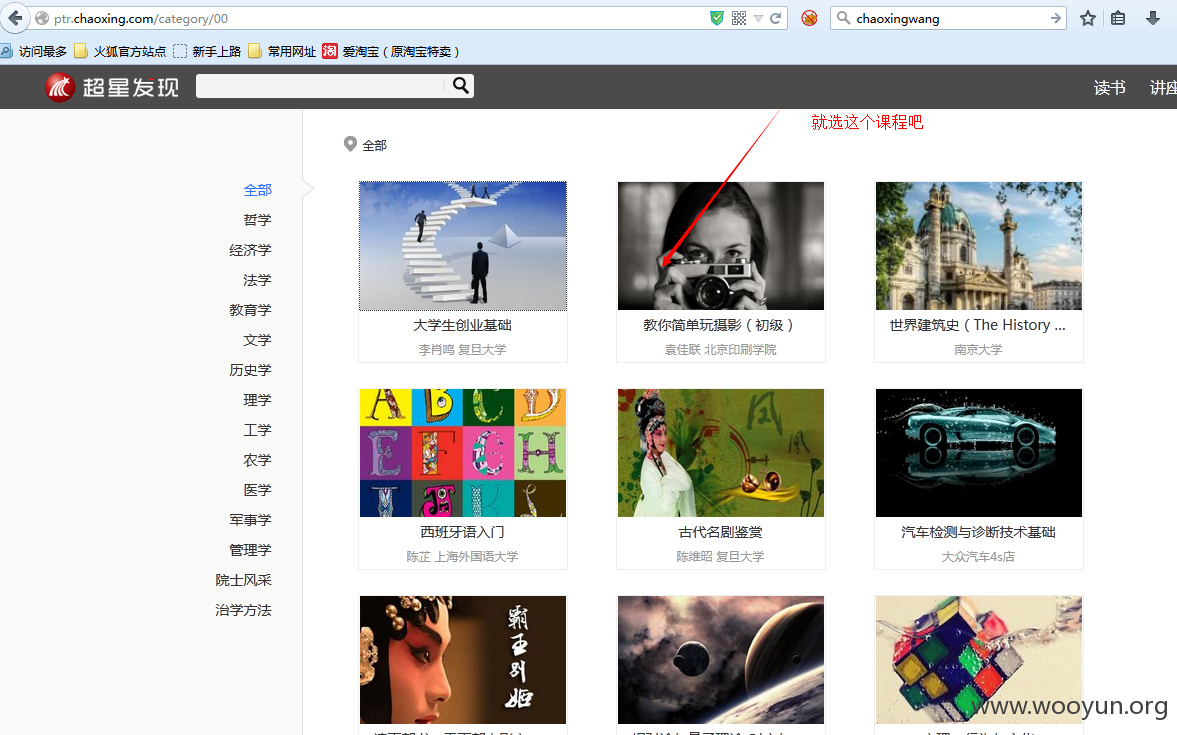 ptr.chaoxing.com/category/00
chaoxingwang
访问最多 火狐官方站点 新手上路 常用网址 淘 爱淘宝（原淘宝特卖）
超星发现
读书 讲座
就选这个课程吧
全部
全部
哲学
经济学
法学
教育学
文学
历史学
理学
工学
农学
医学
军事学
管理学
院士风采
治学方法
大学生创业基础
李肖鸣 复旦大学
教你简单玩摄影（初级）
袁佳联 北京印刷学院
世界建筑史（The History ...
南京大学
A B C D
E F G H
西班牙语入门
陈芷 上海外国语大学
古代名剧鉴赏
陈维昭 复旦大学
汽车检测与诊断技术基础
大众汽车4s店
霸王别姬
www.wooyun.org